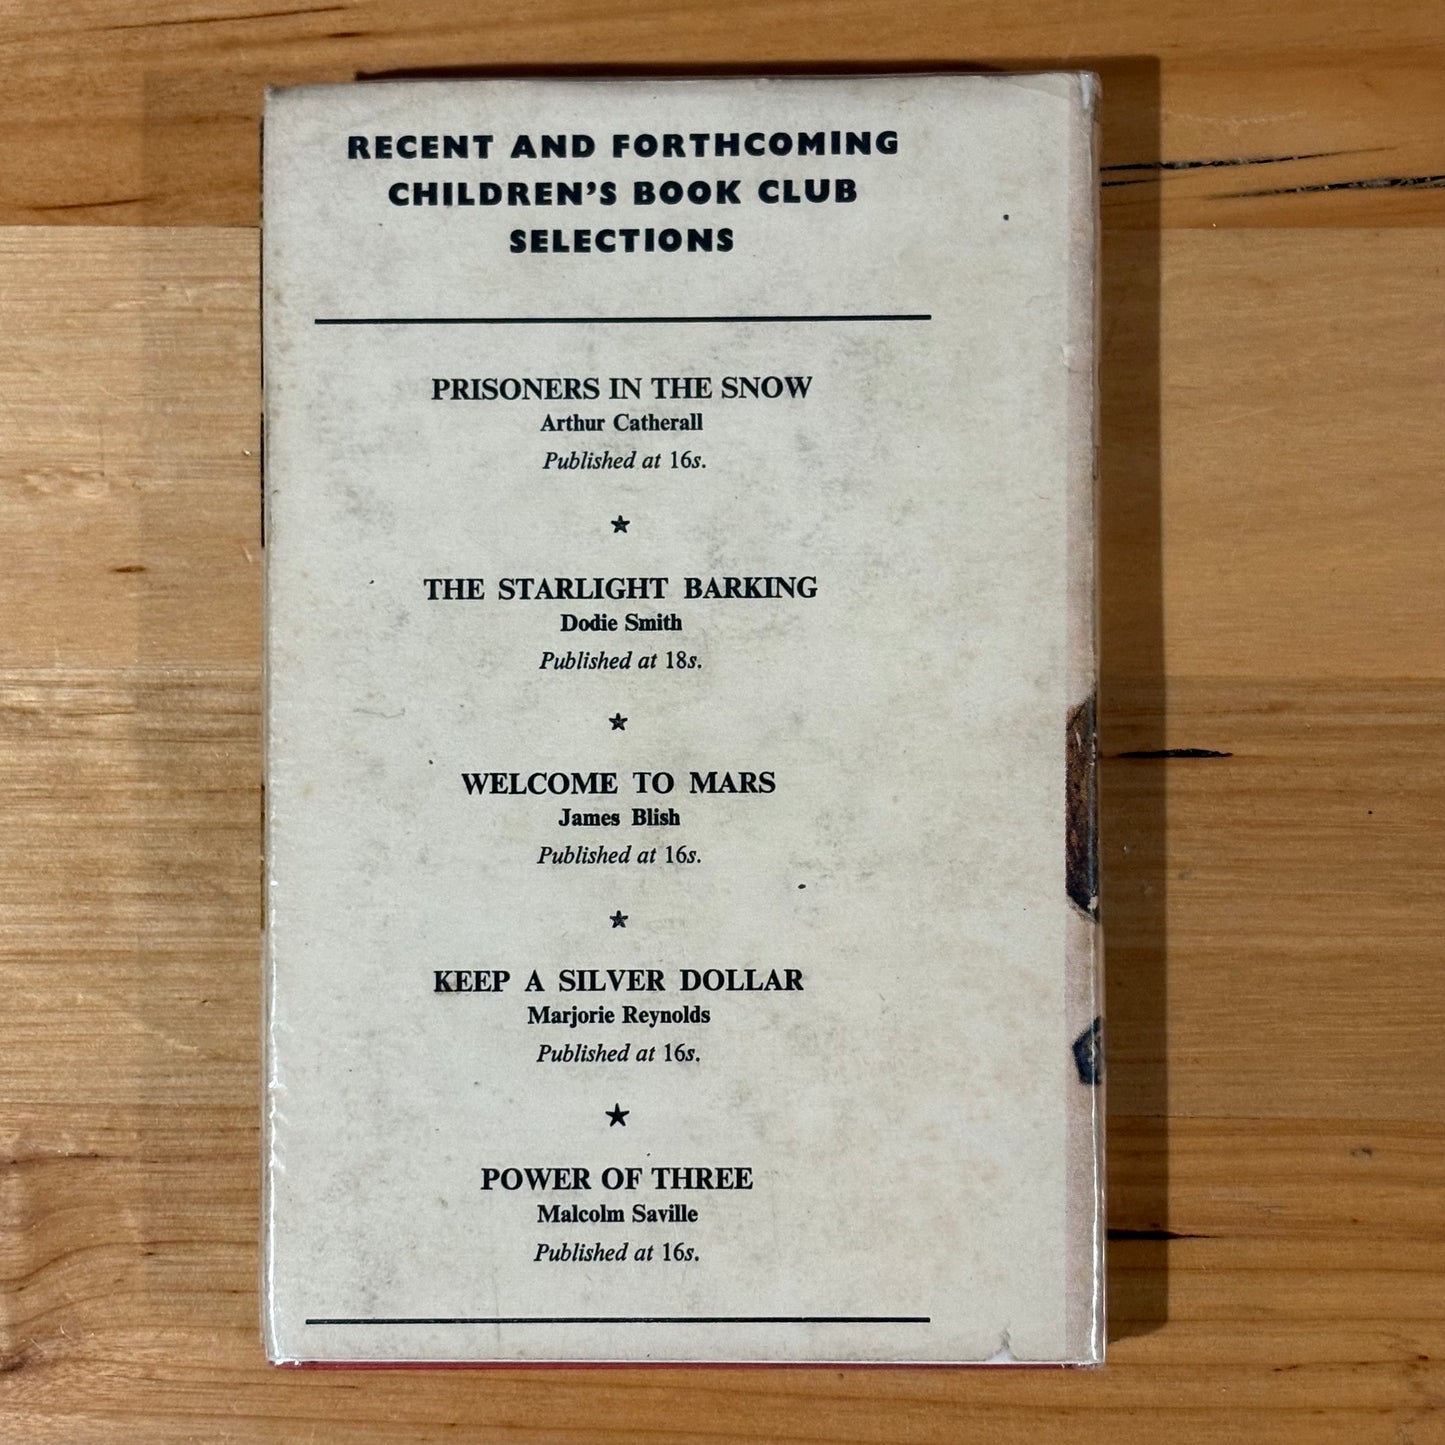 RECENT AND FORTHCOMING
CHILDREN'S BOOK CLUB
SELECTIONS
PRISONERS IN THE SNOW
Arthur Catherall
Published at 16s.
THE STARLIGHT BARKING
Dodie Smith
Published at 18s.
WELCOME TO MARS
James Blish
Published at 16s.
KEEP A SILVER DOLLAR
Marjorie Reynolds
Published at 16s.
POWER OF THREE
Malcolm Saville
Published at 16s.